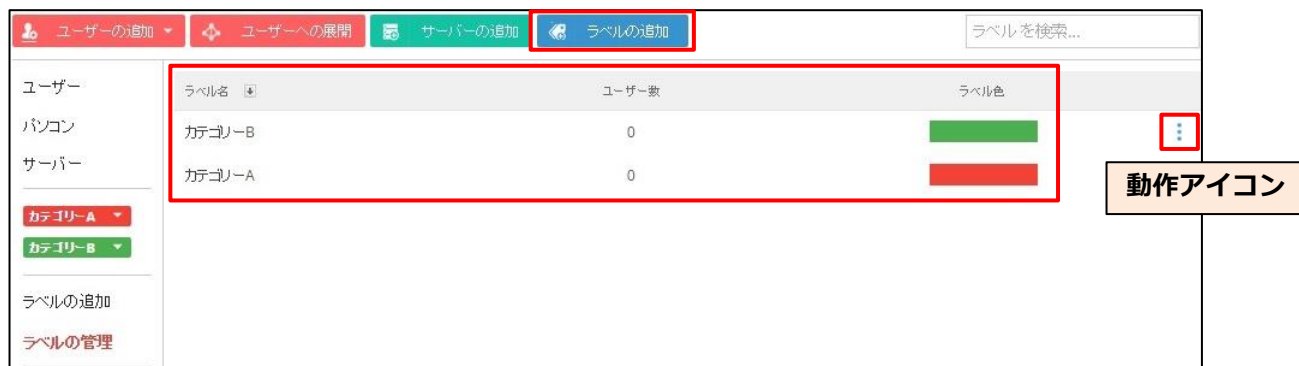 ユーザーの追加 ユーザーへの展開 サーバーの追加 ラベルの追加 ラベルを検索...
ユーザー
パソコン
サーバー
カテゴリーA
カテゴリーB
ラベルの追加
ラベルの管理
ラベル名 ユーザー数 ラベル色
カテゴリーB 0
カテゴリーA 0
動作アイコン